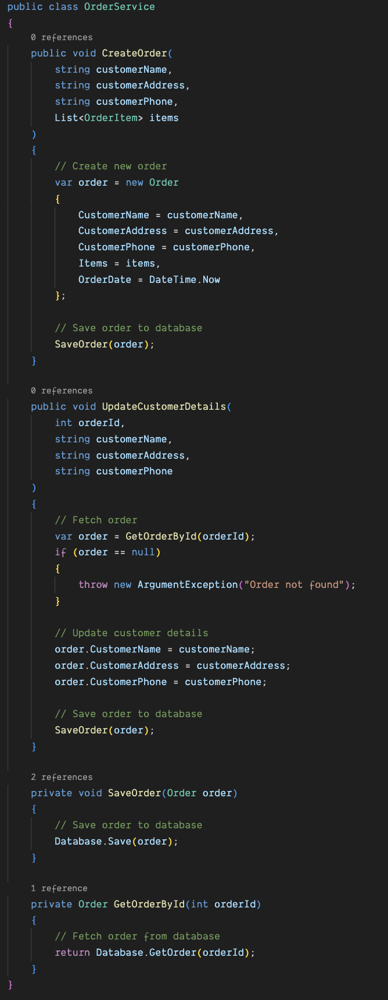 public class OrderService
{
0 references
public void CreateOrder(
string customerName,
string customerAddress,
string customerPhone,
List<OrderItem> items
)
{
// Create new order
var order = new Order
{
CustomerName = customerName,
CustomerAddress = customerAddress,
CustomerPhone = customerPhone,
Items = items,
OrderDate = DateTime.Now
};
// Save order to database
SaveOrder(order);
}
0 references
public void UpdateCustomerDetails(
int orderId,
string customerName,
string customerAddress,
string customerPhone
)
{
// Fetch order
var order = GetOrderById(orderId);
if (order == null)
{
throw new ArgumentException("Order not found");
}
// Update customer details
order.CustomerName = customerName;
order.CustomerAddress = customerAddress;
order.CustomerPhone = customerPhone;
// Save order to database
SaveOrder(order);
}
2 references
private void SaveOrder(Order order)
{
// Save order to database
Database.Save(order);
}
1 reference
private Order GetOrderById(int orderId)
{
// Fetch order from database
return Database.GetOrder(orderId);
}
}